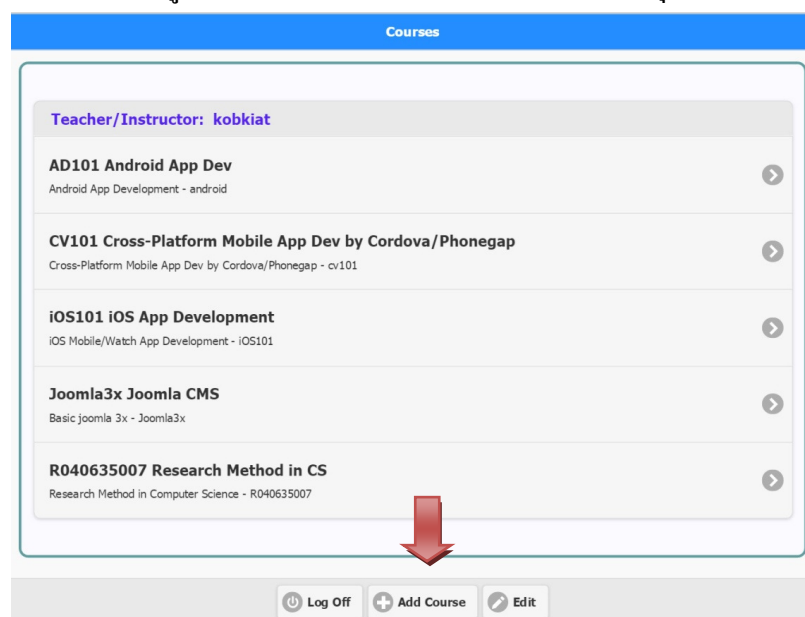 Courses
Teacher/Instructor: kobkiat
AD101 Android App Dev
Android App Development - android
CV101 Cross-Platform Mobile App Dev by Cordova/Phonegap
Cross-Platform Mobile App Dev by Cordova/Phonegap - cv101
iOS101 iOS App Development
iOS Mobile/Watch App Development - iOS101
Joomla3x Joomla CMS
Basic joomla 3x - Joomla3x
R040635007 Research Method in CS
Research Method in Computer Science - R040635007
Log Off Add Course Edit